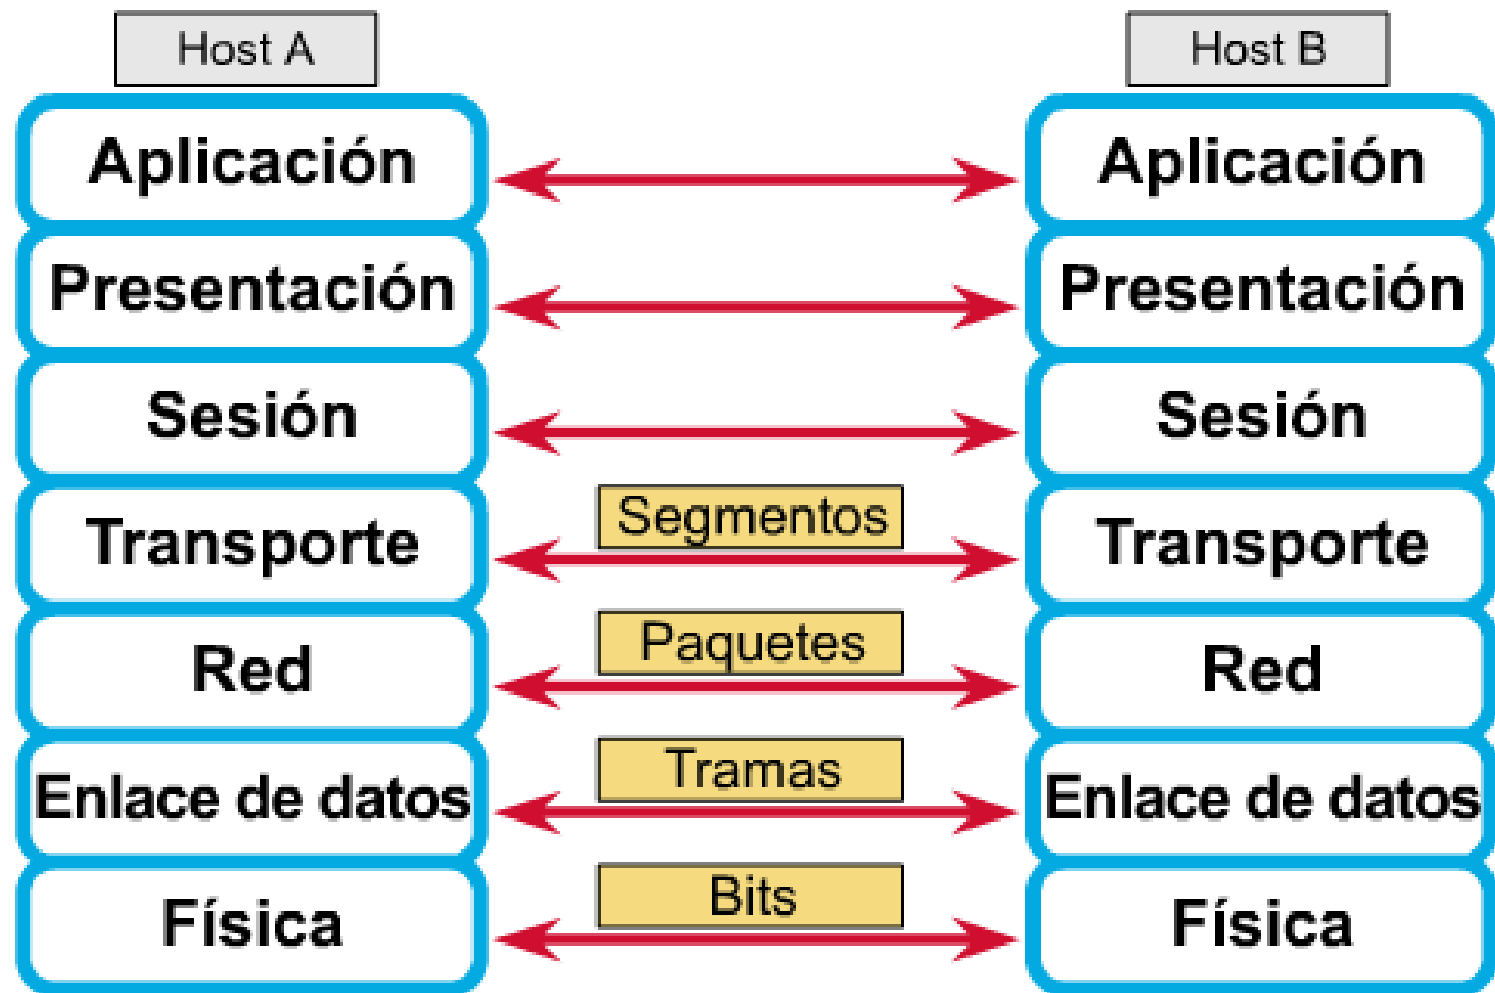 Host A
Host B
Aplicación
Aplicación
Presentación
Presentación
Sesión
Sesión
Segmentos
Transporte
Transporte
Paquetes
Red
Red
Tramas
Enlace de datos
Enlace de datos
Bits
Física
Física